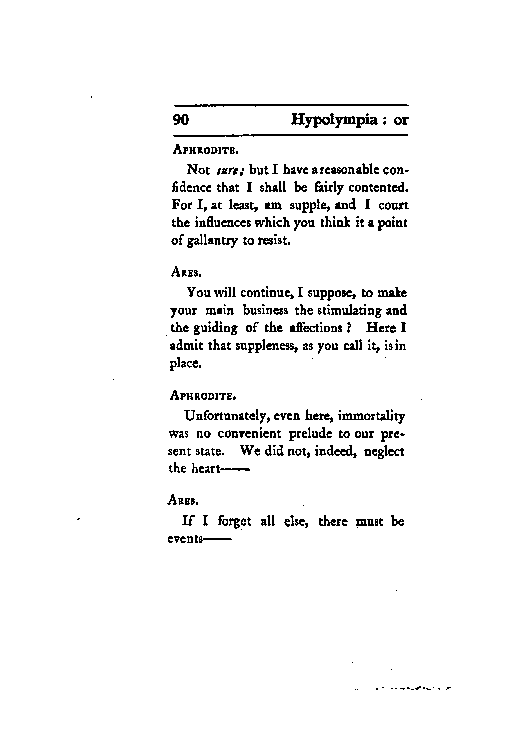 90 Hypolympia : or
APHRODITE.
Not sure; but I have a reasonable con-
fidence that I shall be fairly contented.
For I, at least, am supple, and I court
the influences which you think it a point
of gallantry to resist.
ARES.
You will continue, I suppose, to make
your main business the stimulating and
the guiding of the affections ? Here I
admit that suppleness, as you call it, is in
place.
APHRODITE.
Unfortunately, even here, immortality
was no convenient prelude to our pre-
sent state. We did not, indeed, neglect
the heart——
ARES.
If I forget all else, there must be
events——